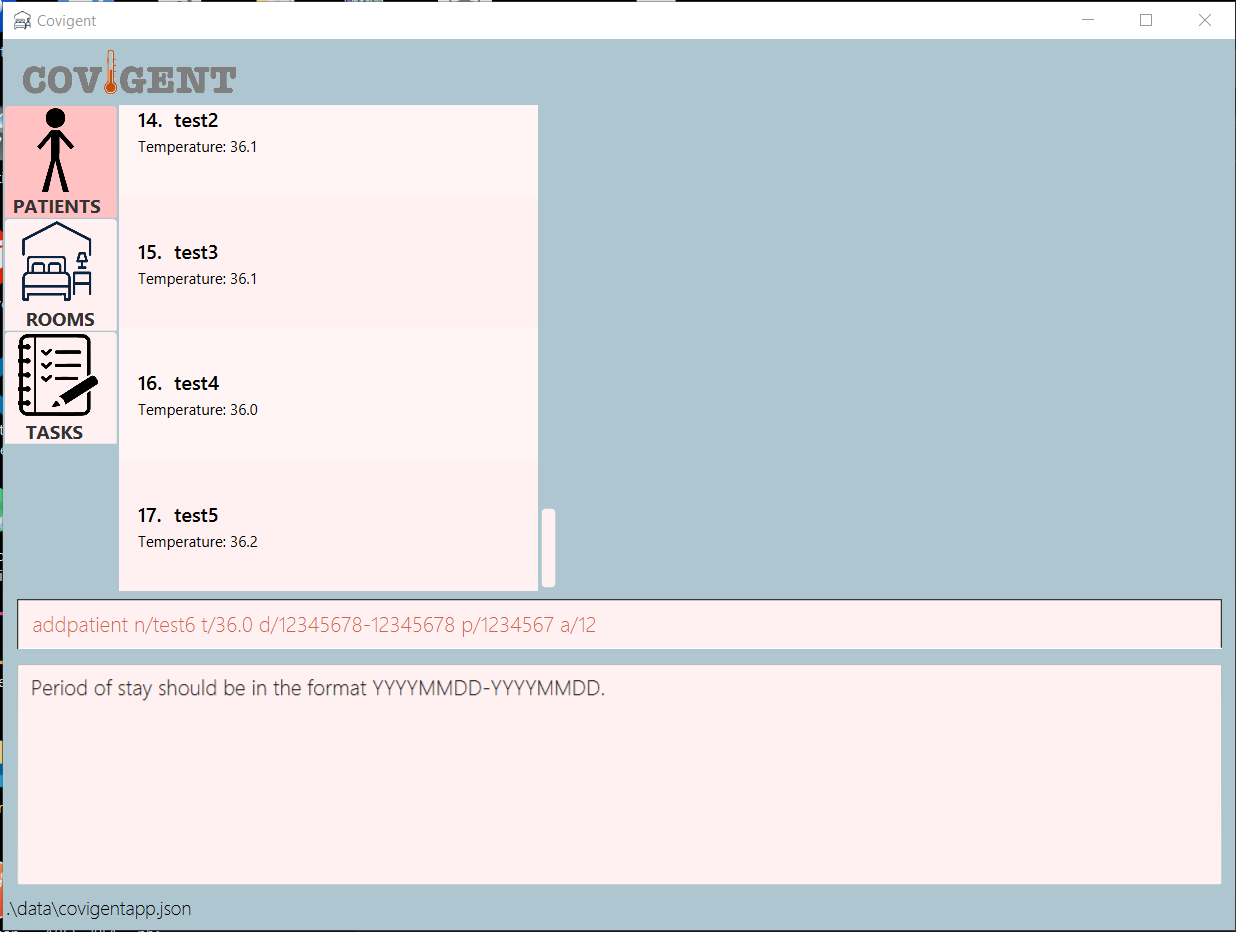 Covigent
COVIGENT
PATIENTS
ROOMS
TASKS
14. test2
Temperature: 36.1
15. test3
Temperature: 36.1
16. test4
Temperature: 36.0
17. test5
Temperature: 36.2
addpatient n/test6 t/36.0 d/12345678-12345678 p/1234567 a/12
Period of stay should be in the format YYYYMMDD-YYYYMMDD.
.\data\covigentapp.json